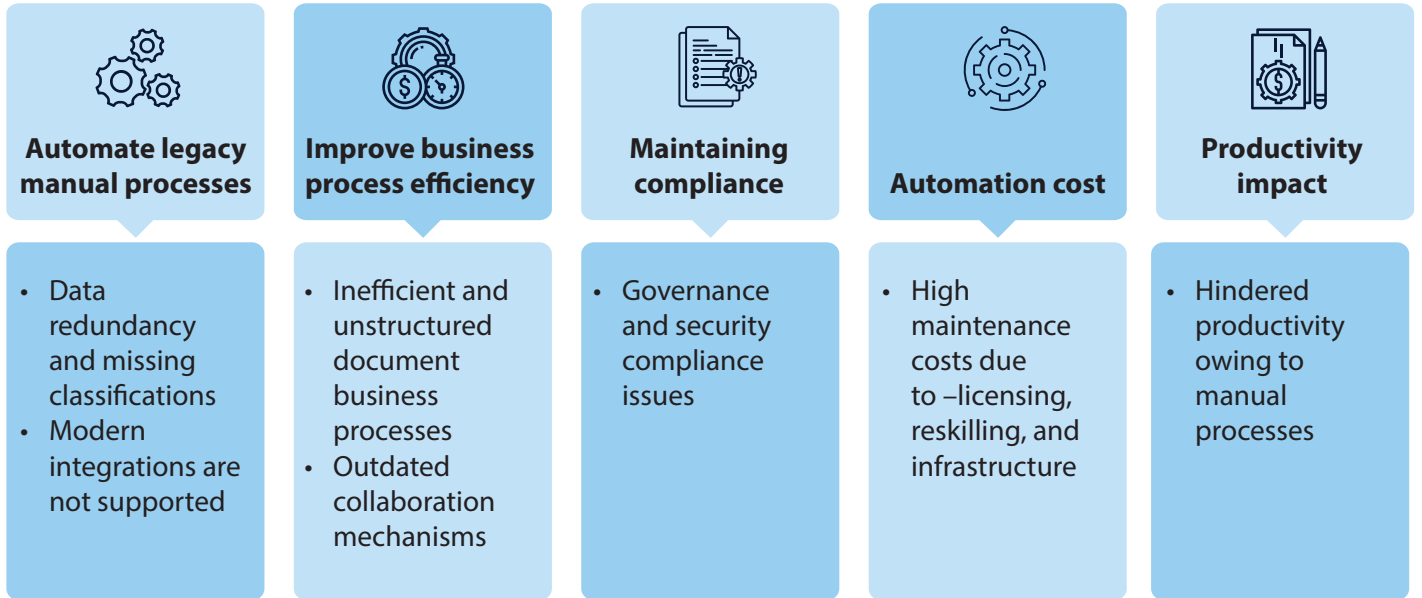 Automate legacy
manual processes
• Data
redundancy
and missing
classifications
• Modern
integrations are
not supported
Improve business
process efficiency
• Inefficient and
unstructured
document
business
processes
• Outdated
collaboration
mechanisms
Maintaining
compliance
• Governance
and security
compliance
issues
Automation cost
• High
maintenance
costs due
to –licensing,
reskilling, and
infrastructure
Productivity
impact
• Hindered
productivity
owing to
manual
processes